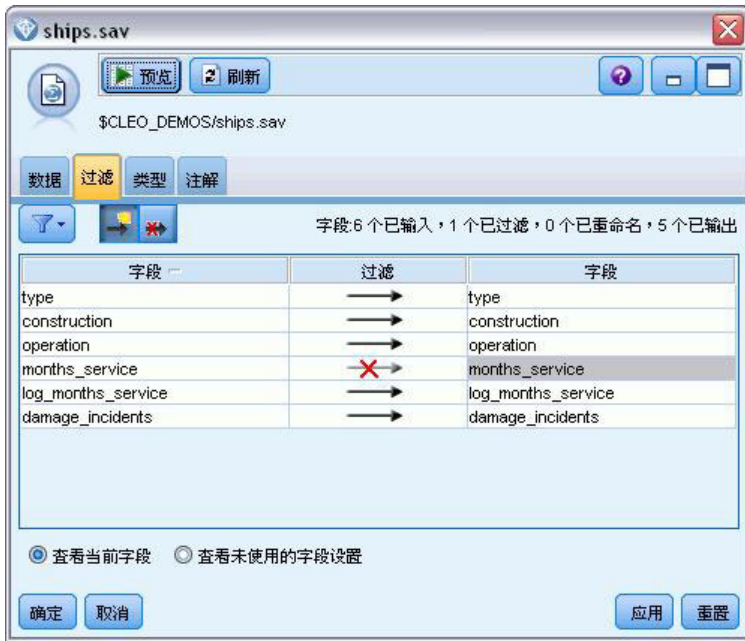 ships.sav
预览 刷新
$CLEO_DEMOS/ships.sav
数据 过滤 类型 注解
字段:6 个已输入，1 个已过滤，0 个已重命名，5 个已输出
字段 过滤 字段
type type
construction construction
operation operation
months_service months_service
log_months_service log_months_service
damage_incidents damage_incidents
查看当前字段 查看未使用的字段设置
确定 取消 应用 重置